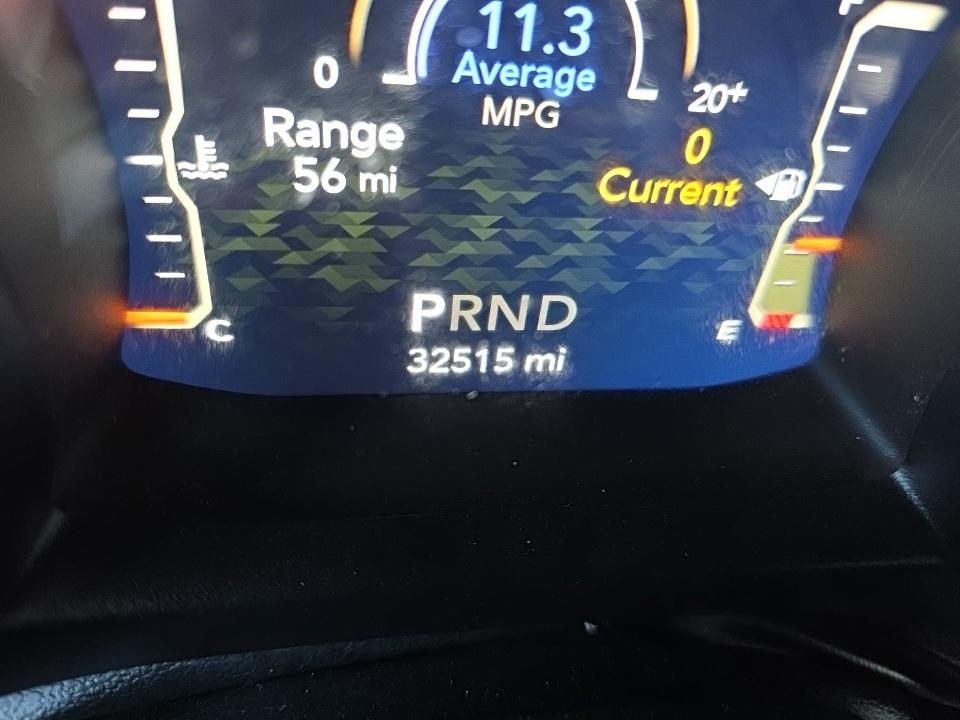 11.3
Average
MPG
0
20+
Range
56 mi
0
Current
PRND
C
E
32515 mi